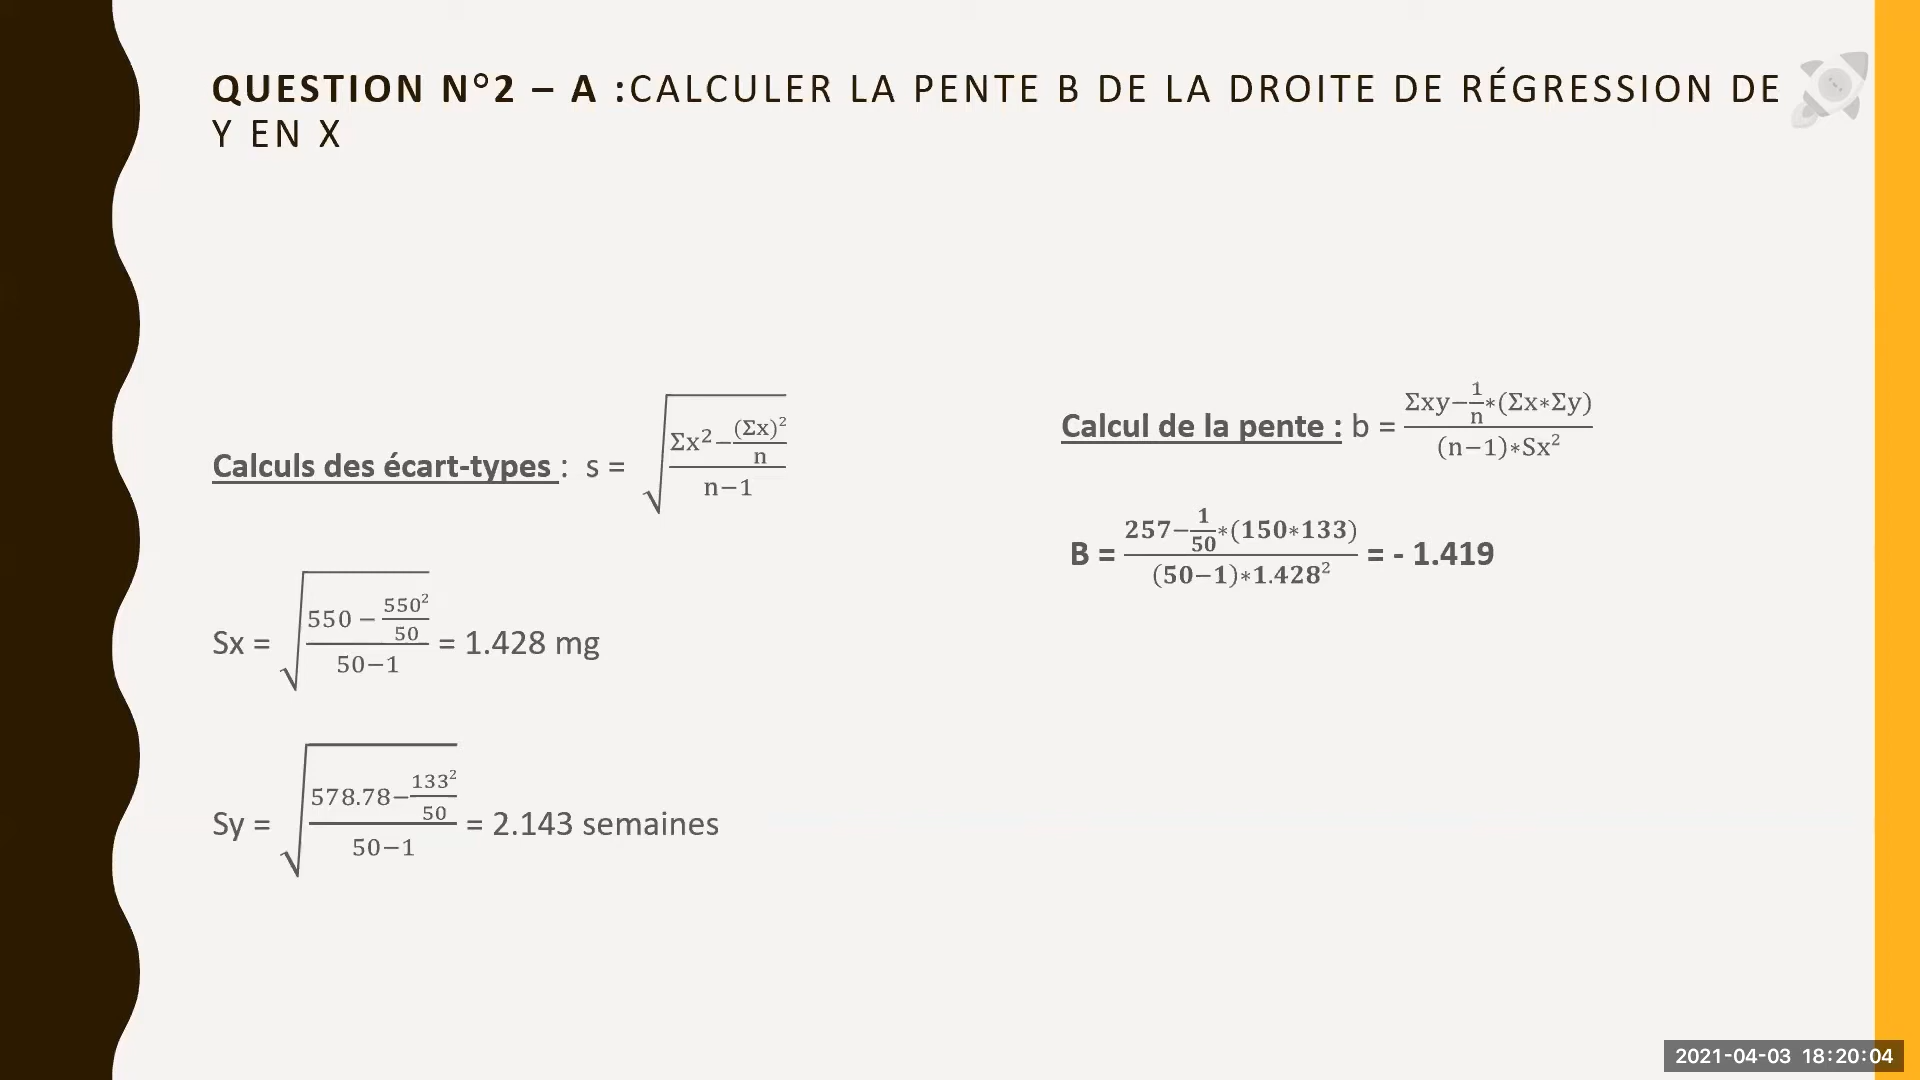 QUESTION N°2 – A :CALCULER LA PENTE B DE LA DROITE DE RÉGRESSION DE
Y EN X
Calculs des écart-types : s = √((Σx²−(Σx)²/n)/(n−1))
Sx = √((550 − 550²/50)/(50−1)) = 1.428 mg
Sy = √((578.78−133²/50)/(50−1)) = 2.143 semaines
Calcul de la pente : b = (Σxy−1/n*(Σx*Σy))/((n−1)*Sx²)
B = (257−1/50*(150*133))/((50−1)*1.428²) = - 1.419
2021-04-03 18:20:04